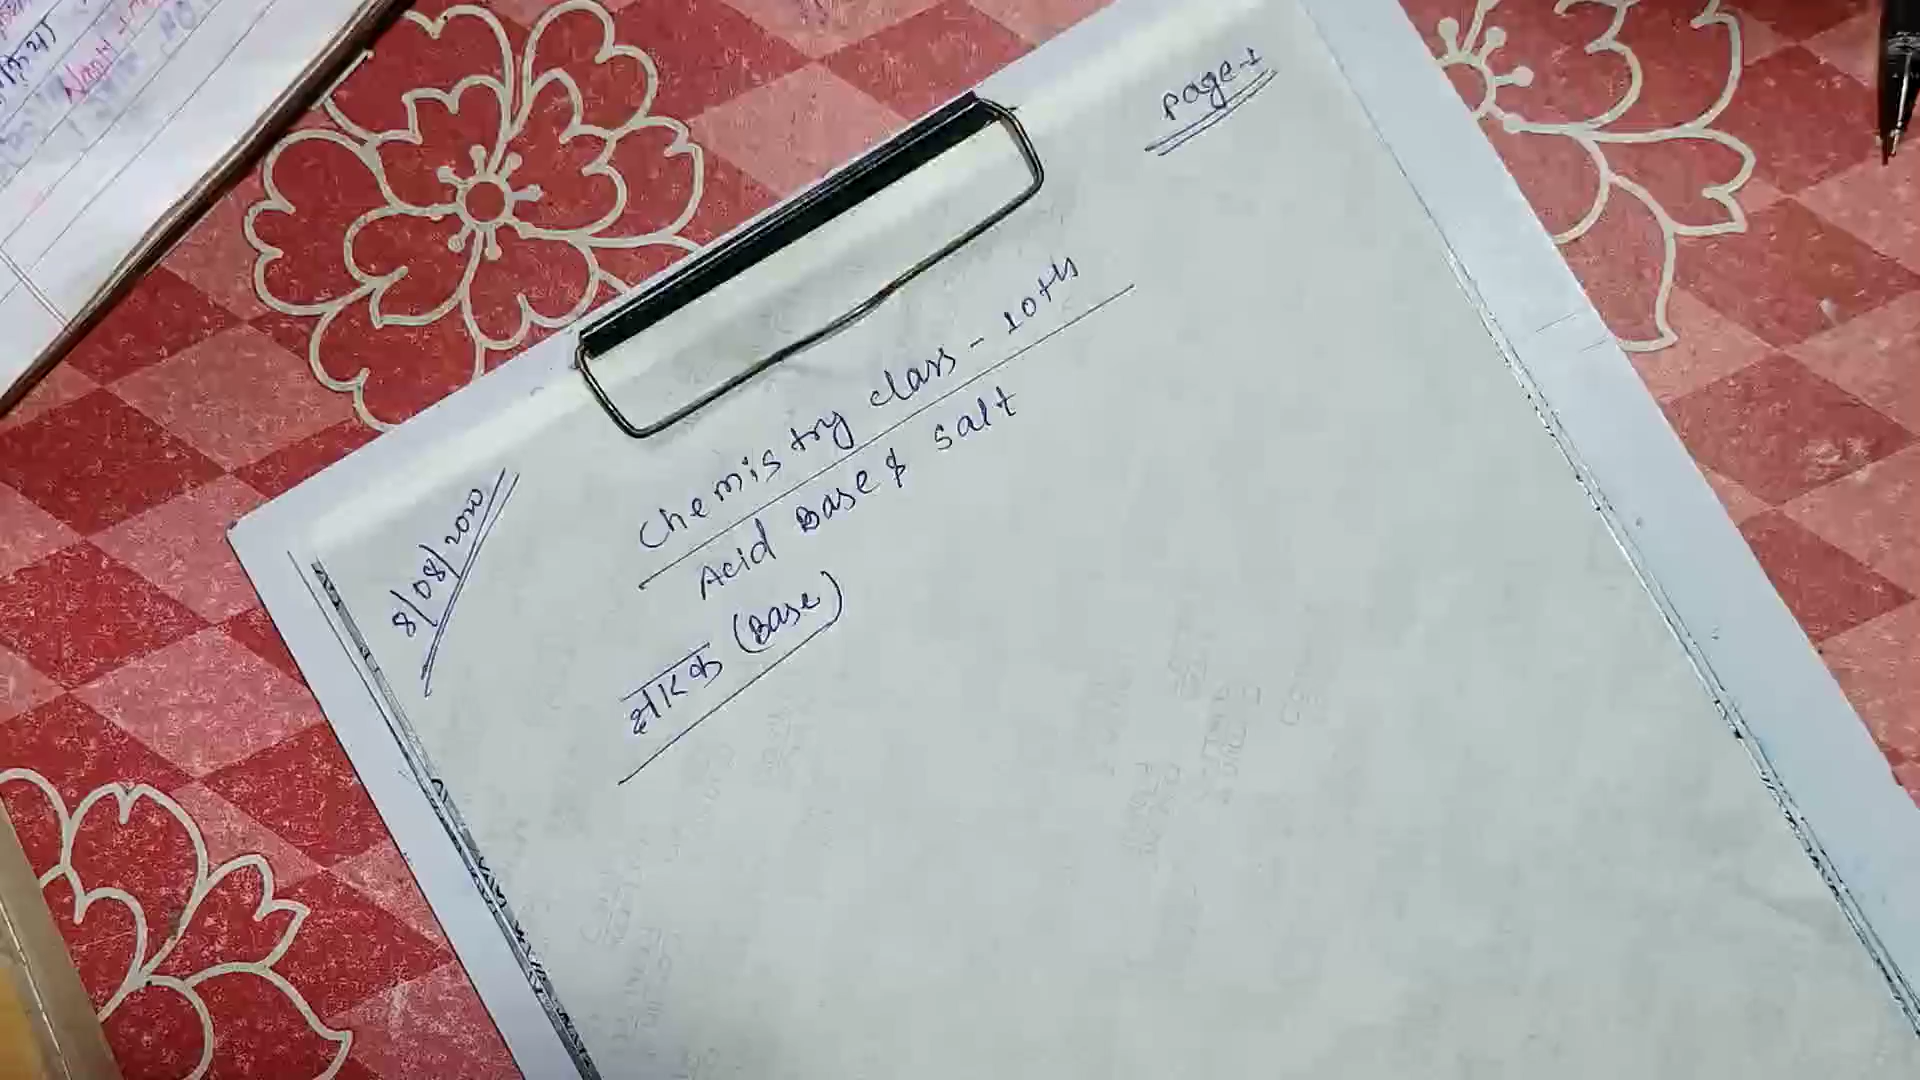 Page-1
8/08/2020
Chemistry class - 10th
Acid Base & Salt
क्षारक (Base)